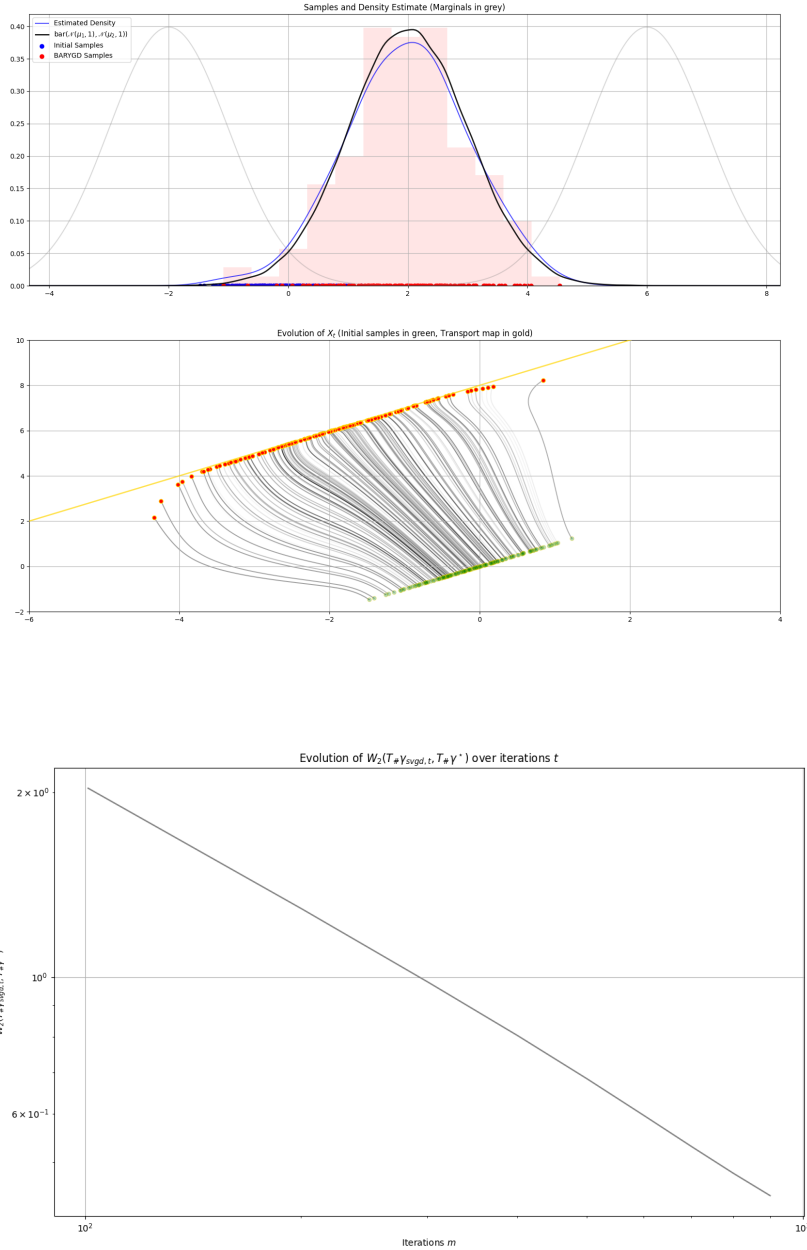 Samples and Density Estimate (Marginals in grey)
0.40
0.35
0.30
0.25
0.20
0.15
0.10
0.05
0.00
Estimated Density
bar(𝒩(μ₁, 1), 𝒩(μ₂, 1))
Initial Samples
BARYGD Samples
−4 −2 0 2 4 6 8
Evolution of Xₜ (Initial samples in green, Transport map in gold)
10
8
6
4
2
0
−2
−6 −4 −2 0 2 4
Evolution of W₂(T#γsvgd, t, T#γ*) over iterations t
2 × 10⁰
10⁰
6 × 10⁻¹
10²
Iterations m